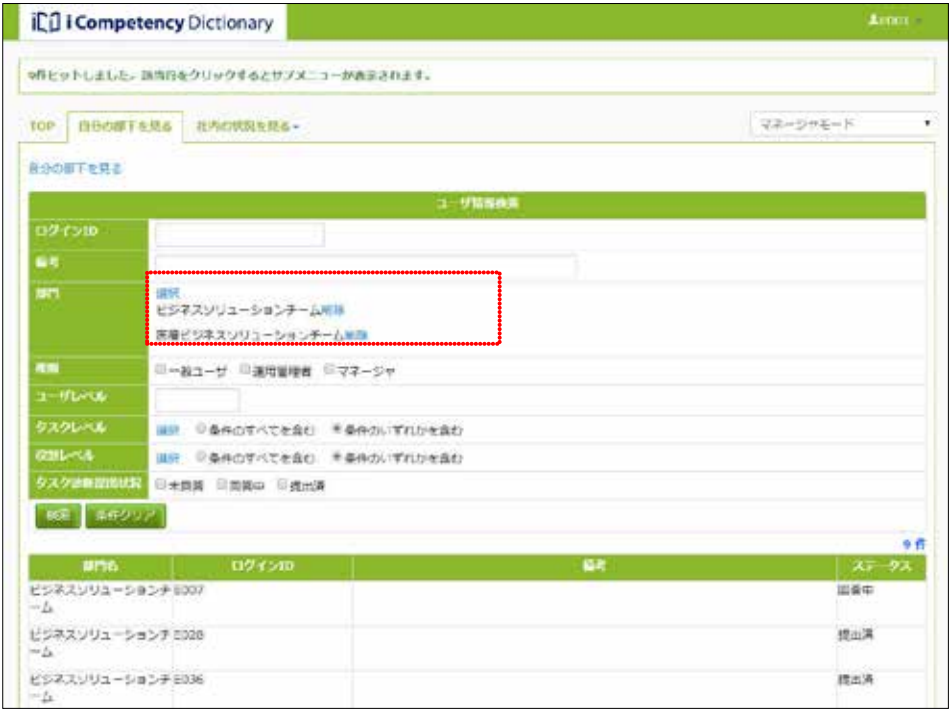 iCD i Competency Dictionary
9件ヒットしました。該当行をクリックするとサブメニューが表示されます。
TOP 自分の部下を見る 社内の状況を見る
マネージャモード
自分の部下を見る
ユーザ情報検索
ログインID
備考
部門 選択
ビジネスソリューションチーム削除
医療ビジネスソリューションチーム削除
権限 一般ユーザ 運用管理者 マネージャ
ユーザレベル
タスクレベル 選択 条件のすべてを含む 条件のいずれかを含む
役割レベル 選択 条件のすべてを含む 条件のいずれかを含む
タスク診断回答状況 未回答 回答中 提出済
検索 条件クリア
9 件
部門名 ログインID 備考 ステータス
ビジネスソリューションチーム E007 回答中
ビジネスソリューションチーム E028 提出済
ビジネスソリューションチーム E036 提出済